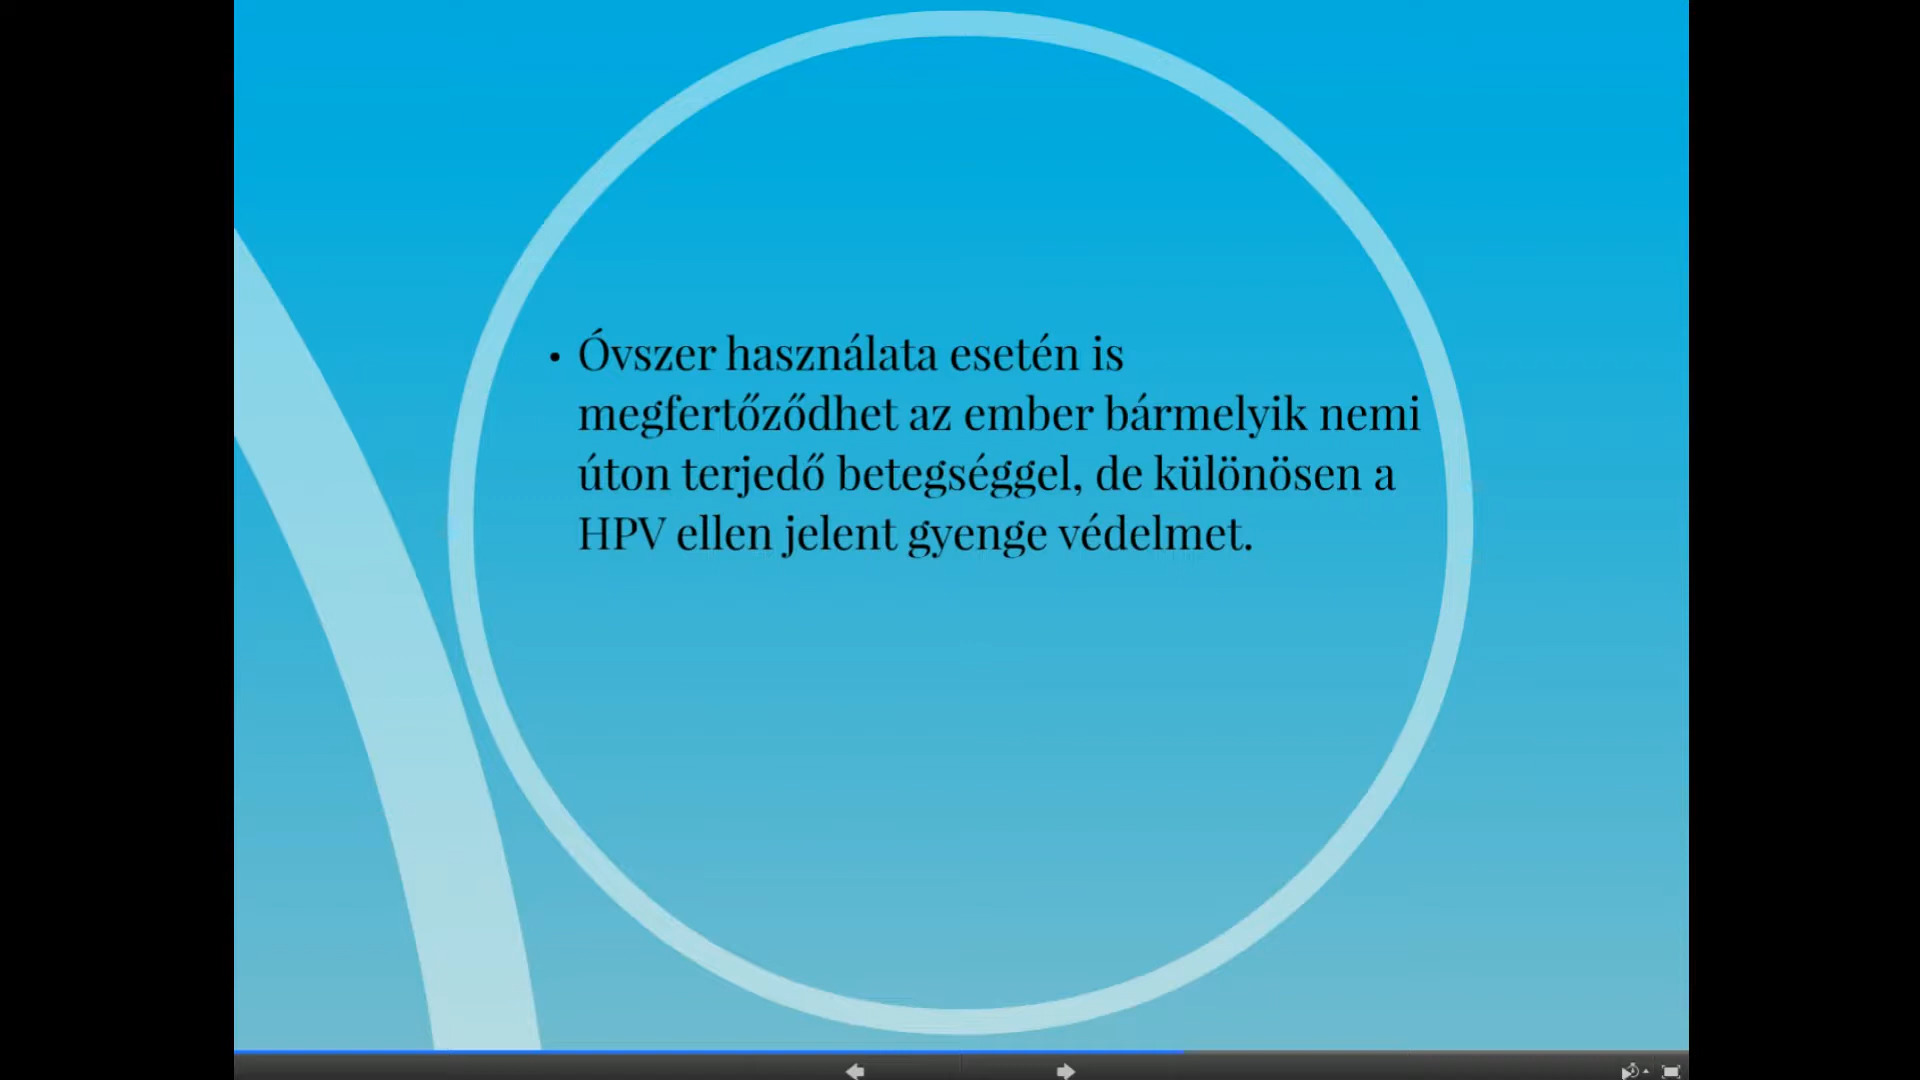 • Óvszer használata esetén is
megfertőződhet az ember bármelyik nemi
úton terjedő betegséggel, de különösen a
HPV ellen jelent gyenge védelmet.